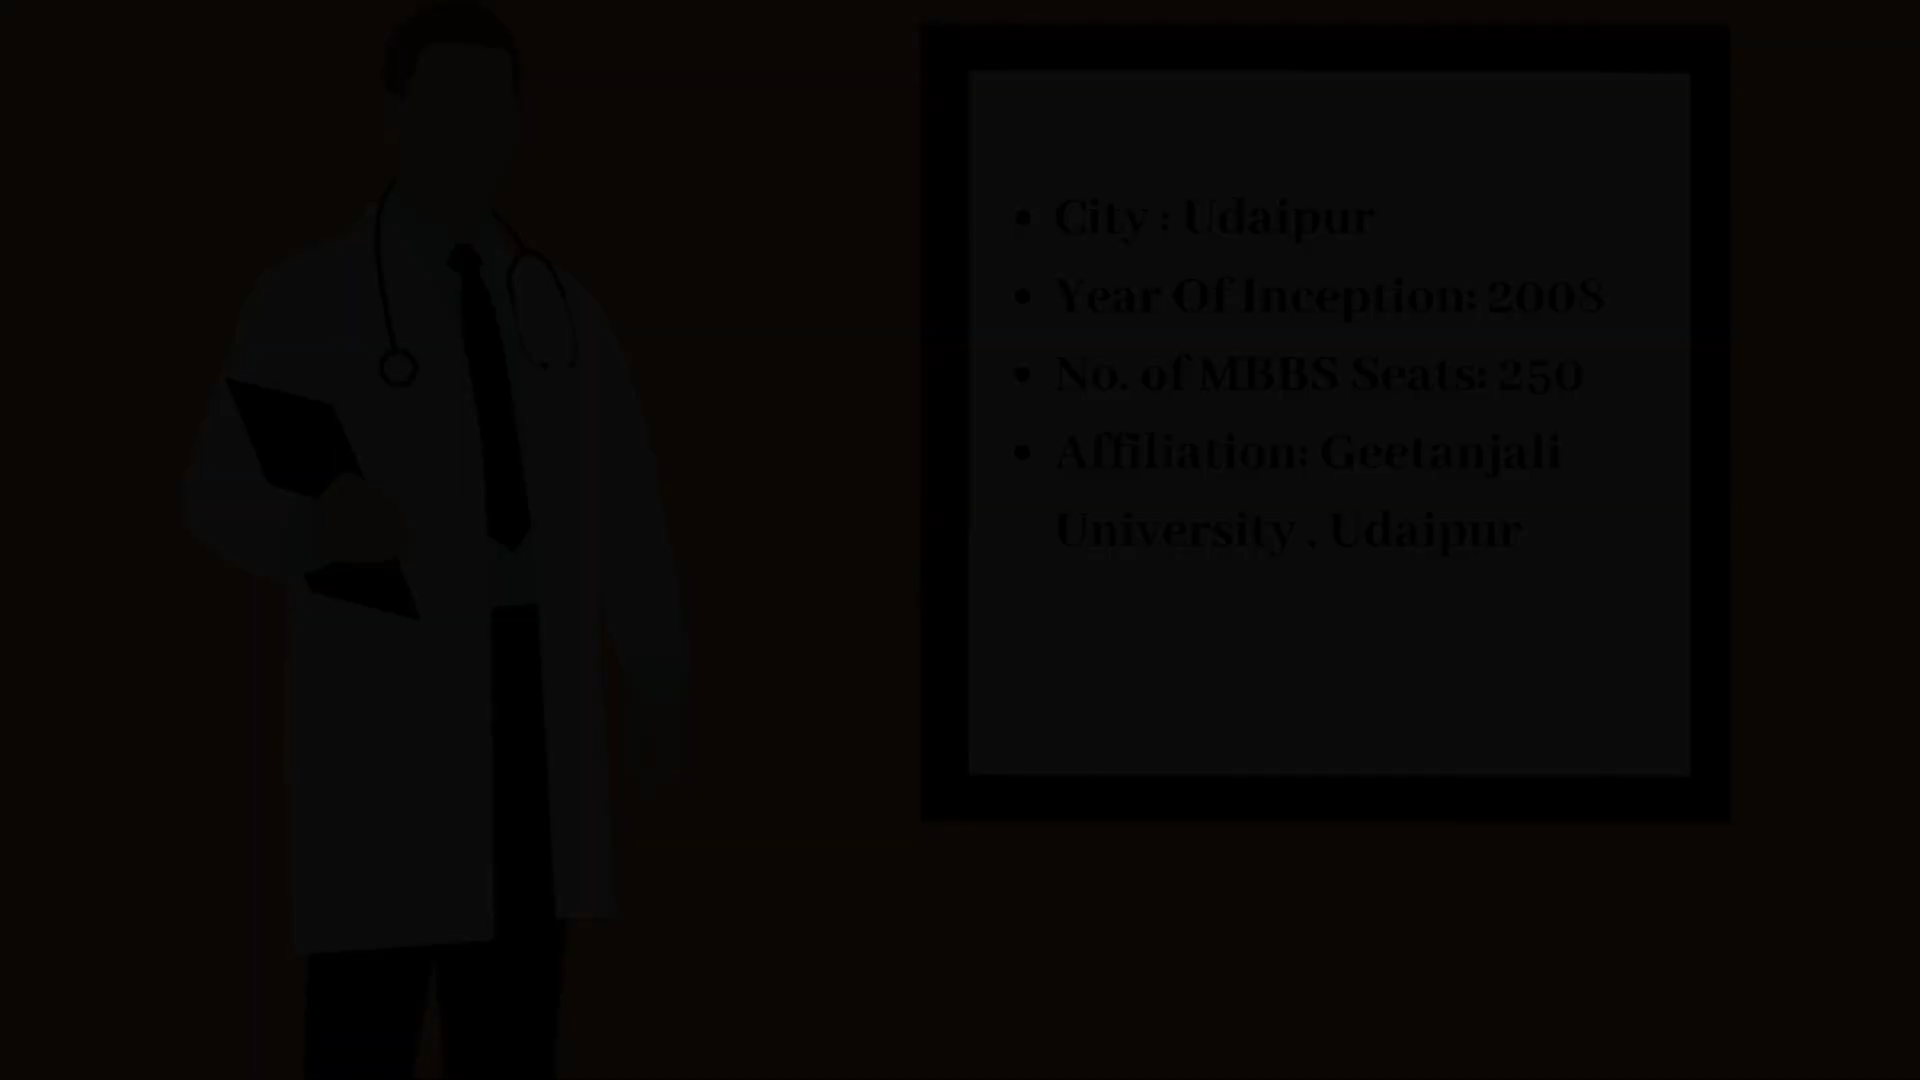 • City : Udaipur
• Year Of Inception: 2008
• No. of MBBS Seats: 250
• Affiliation: Geetanjali
University , Udaipur